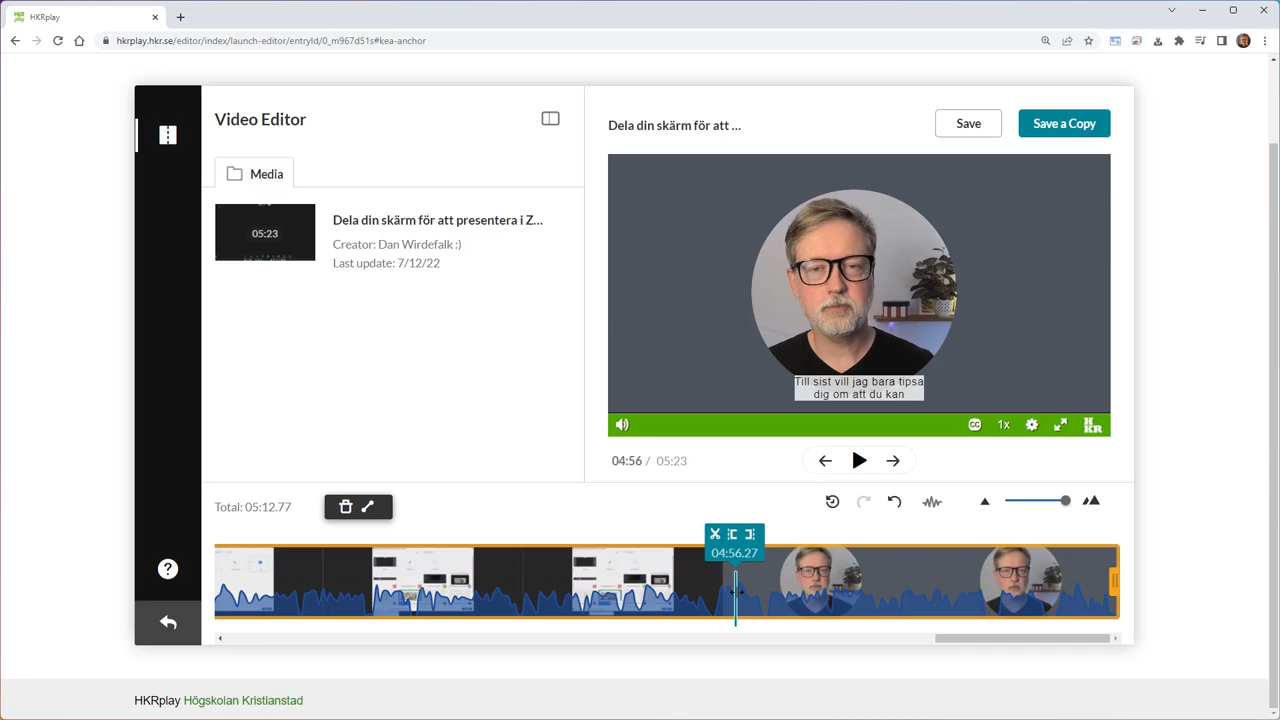 HKRplay
hkrplay.hkr.se/editor/index/launch-editor/entryId/0_m967d51s#kea-anchor
Video Editor
Media
05:23
Dela din skärm för att presentera i Z...
Creator: Dan Wirdefalk :)
Last update: 7/12/22
Dela din skärm för att ...
Save
Save a Copy
Till sist vill jag bara tipsa
dig om att du kan
CC
1x
HKR
04:56 / 05:23
Total: 05:12.77
04:56.27
?
HKRplay Högskolan Kristianstad